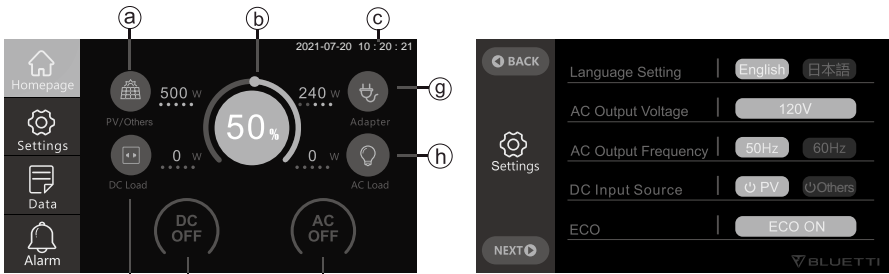 a b c
2021-07-20 10 : 20 : 21
Homepage
500 W
240 W
g
PV/Others
Adapter
50%
Settings
0 W
0 W
h
DC Load
AC Load
Data
DC
OFF
AC
OFF
Alarm
BACK
Language Setting English 日本語
AC Output Voltage 120V
AC Output Frequency 50Hz 60Hz
Settings
DC Input Source PV Others
ECO ECO ON
NEXT
BLUETTI